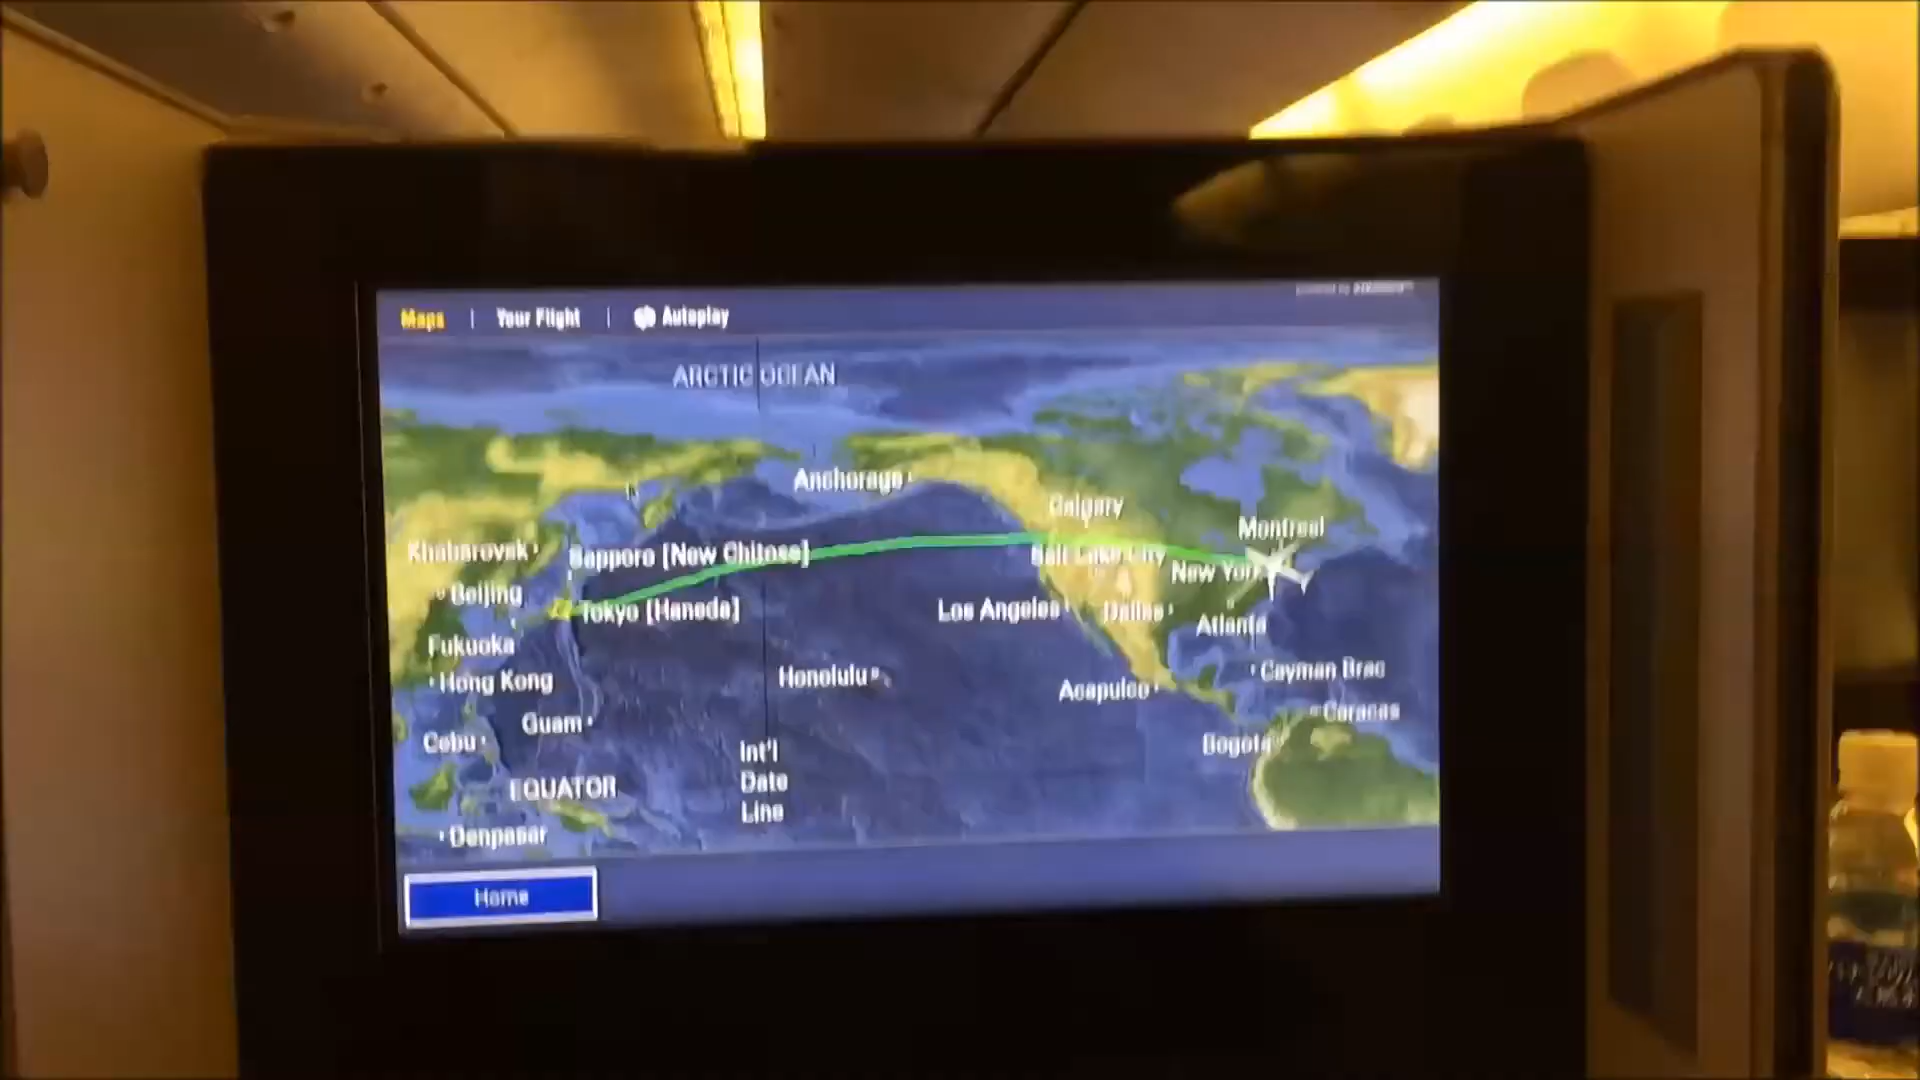 Maps | Your Flight | Autoplay
ARCTIC OCEAN
Anchorage
Calgary
Montreal
Khabarovsk
Sapporo [New Chitose]
Salt Lake City
New York
Beijing
Tokyo [Haneda]
Los Angeles
Dallas
Atlanta
Fukuoka
Honolulu
Cayman Brac
Hong Kong
Acapulco
Guam
Caracas
Cebu
Bogota
Int'l
Date
Line
EQUATOR
Denpasar
Home